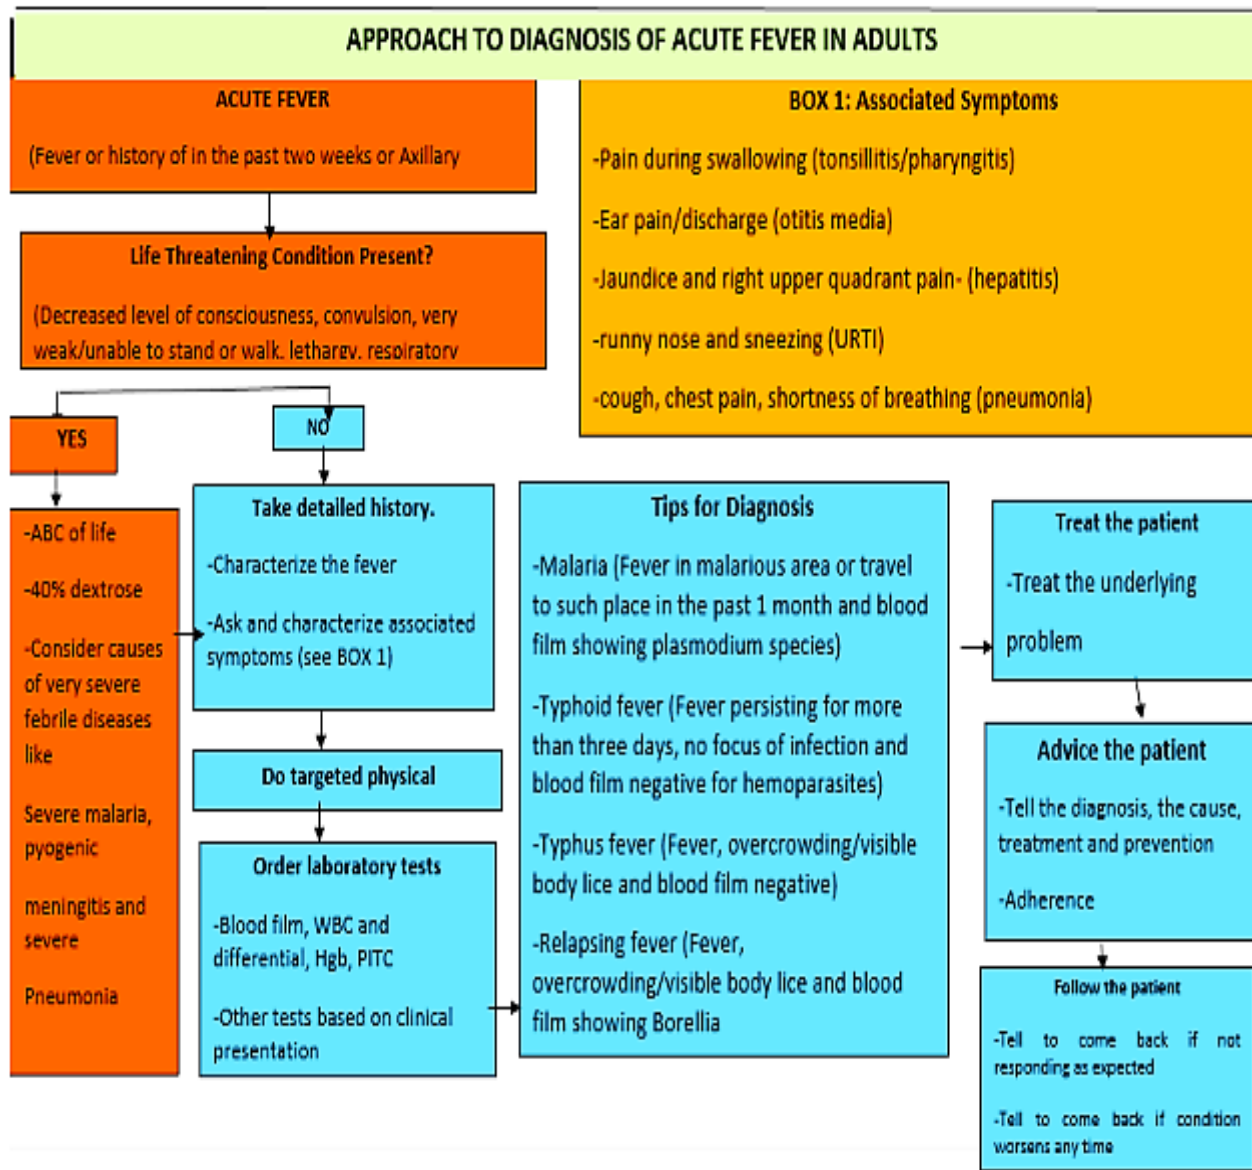 APPROACH TO DIAGNOSIS OF ACUTE FEVER IN ADULTS
ACUTE FEVER
(Fever or history of in the past two weeks or Axillary
BOX 1: Associated Symptoms
-Pain during swallowing (tonsillitis/pharyngitis)
-Ear pain/discharge (otitis media)
-Jaundice and right upper quadrant pain- (hepatitis)
-runny nose and sneezing (URTI)
-cough, chest pain, shortness of breathing (pneumonia)
Life Threatening Condition Present?
(Decreased level of consciousness, convulsion, very
weak/unable to stand or walk, lethargy, respiratory
YES
NO
-ABC of life
-40% dextrose
-Consider causes
of very severe
febrile diseases
like
Severe malaria,
pyogenic
meningitis and
severe
Pneumonia
Take detailed history.
-Characterize the fever
-Ask and characterize associated
symptoms (see BOX 1)
Do targeted physical
Order laboratory tests
-Blood film, WBC and
differential, Hgb, PITC
-Other tests based on clinical
presentation
Tips for Diagnosis
-Malaria (Fever in malarious area or travel
to such place in the past 1 month and blood
film showing plasmodium species)
-Typhoid fever (Fever persisting for more
than three days, no focus of infection and
blood film negative for hemoparasites)
-Typhus fever (Fever, overcrowding/visible
body lice and blood film negative)
-Relapsing fever (Fever,
overcrowding/visible body lice and blood
film showing Borellia
Treat the patient
-Treat the underlying
problem
Advice the patient
-Tell the diagnosis, the cause,
treatment and prevention
-Adherence
Follow the patient
-Tell to come back if not
responding as expected
-Tell to come back if condition
worsens any time